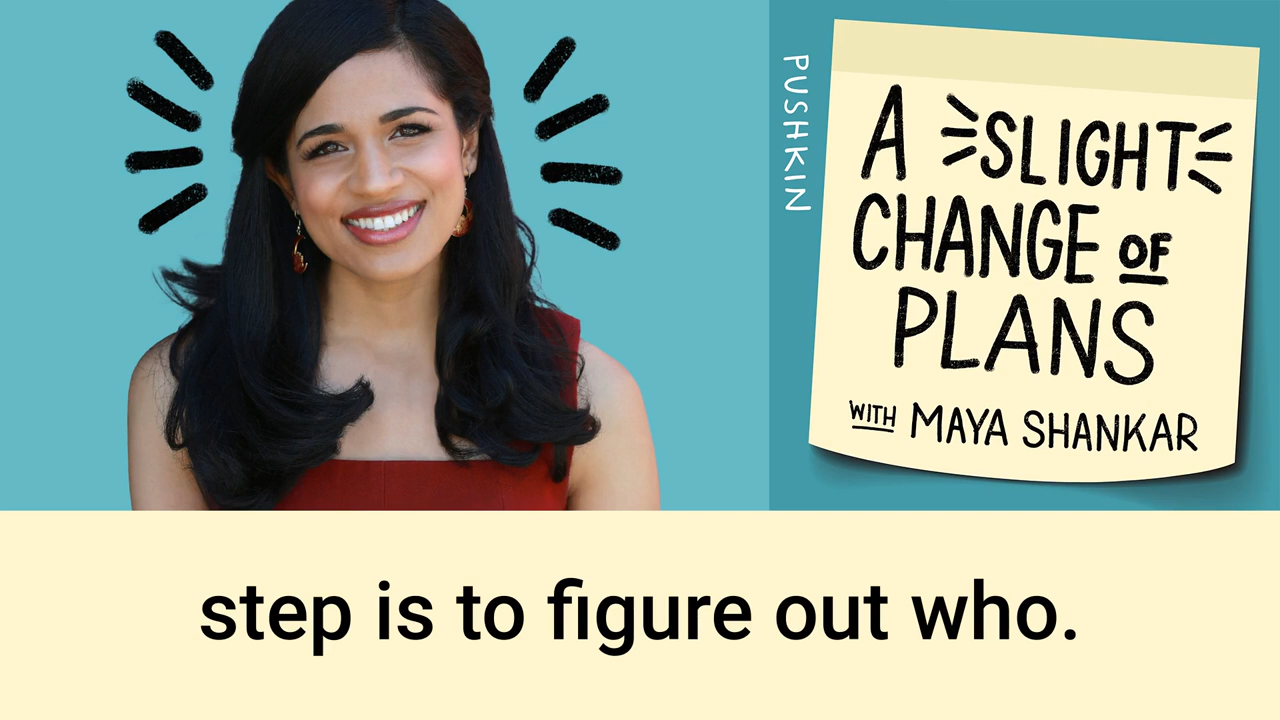 PUSHKIN
A SLIGHT
CHANGE OF
PLANS
WITH MAYA SHANKAR
step is to figure out who.